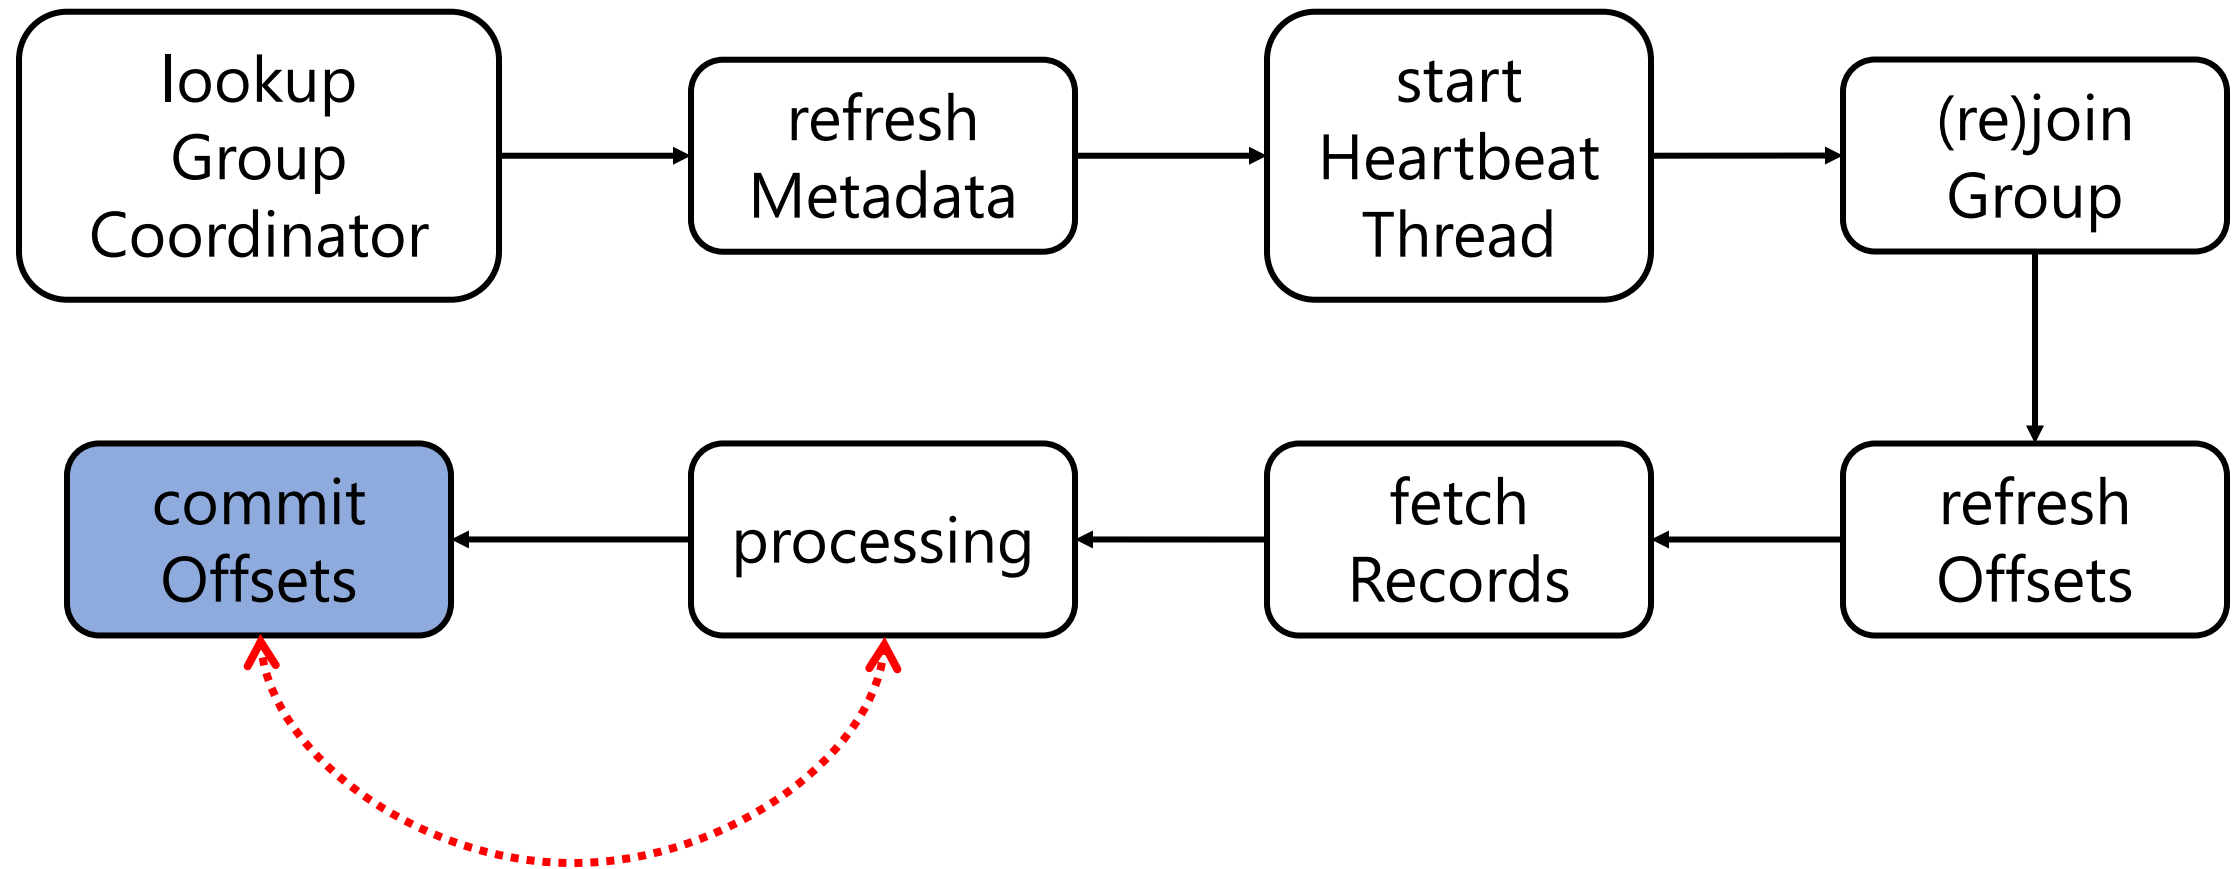 lookup
Group
Coordinator
refresh
Metadata
start
Heartbeat
Thread
(re)join
Group
commit
Offsets
processing
fetch
Records
refresh
Offsets